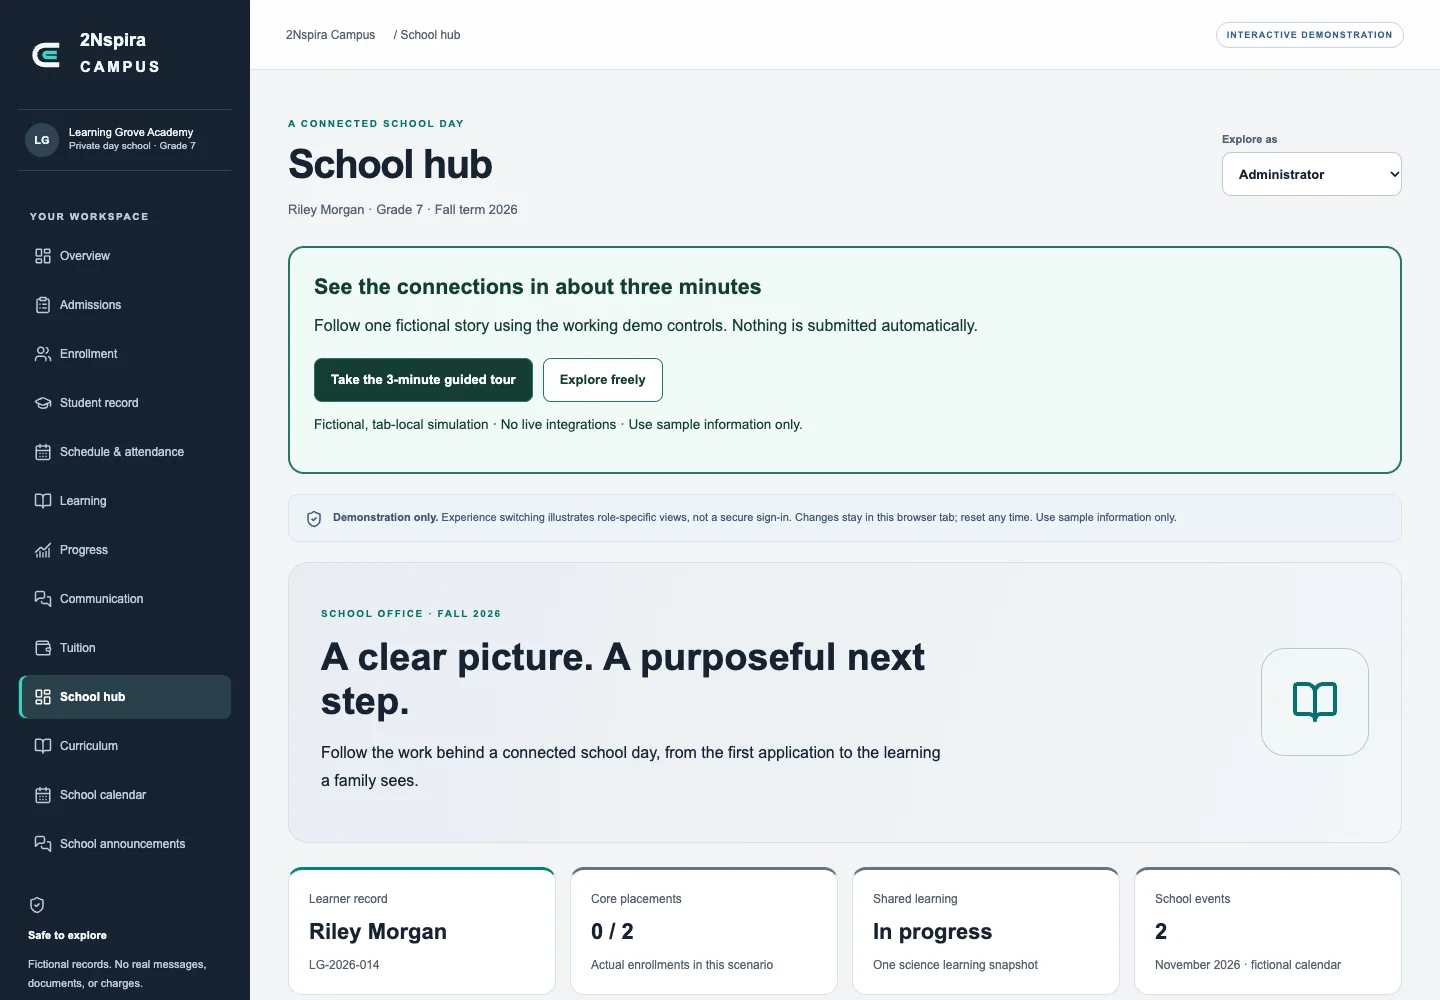 2Nspira
CAMPUS
LG
Learning Grove Academy
Private day school · Grade 7
YOUR WORKSPACE
Overview
Admissions
Enrollment
Student record
Schedule & attendance
Learning
Progress
Communication
Tuition
School hub
Curriculum
School calendar
School announcements
Safe to explore
Fictional records. No real messages,
documents, or charges.
2Nspira Campus / School hub
INTERACTIVE DEMONSTRATION
A CONNECTED SCHOOL DAY
School hub
Riley Morgan · Grade 7 · Fall term 2026
Explore as
Administrator
See the connections in about three minutes
Follow one fictional story using the working demo controls. Nothing is submitted automatically.
Take the 3-minute guided tour
Explore freely
Fictional, tab-local simulation · No live integrations · Use sample information only.
Demonstration only. Experience switching illustrates role-specific views, not a secure sign-in. Changes stay in this browser tab; reset any time. Use sample information only.
SCHOOL OFFICE · FALL 2026
A clear picture. A purposeful next
step.
Follow the work behind a connected school day, from the first application to the learning
a family sees.
Learner record
Riley Morgan
LG-2026-014
Core placements
0 / 2
Actual enrollments in this scenario
Shared learning
In progress
One science learning snapshot
School events
2
November 2026 · fictional calendar